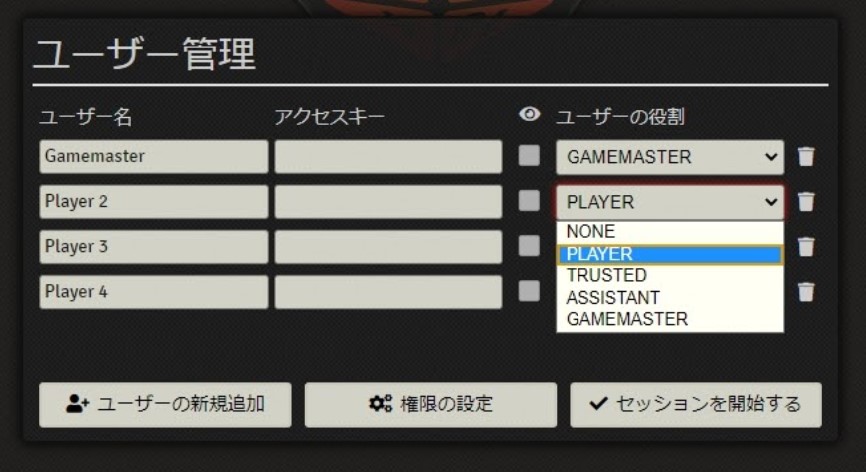 ユーザー管理
ユーザー名 アクセスキー ユーザーの役割
Gamemaster GAMEMASTER
Player 2 PLAYER
NONE
Player 3 PLAYER
TRUSTED
Player 4 ASSISTANT
GAMEMASTER
ユーザーの新規追加 権限の設定 セッションを開始する